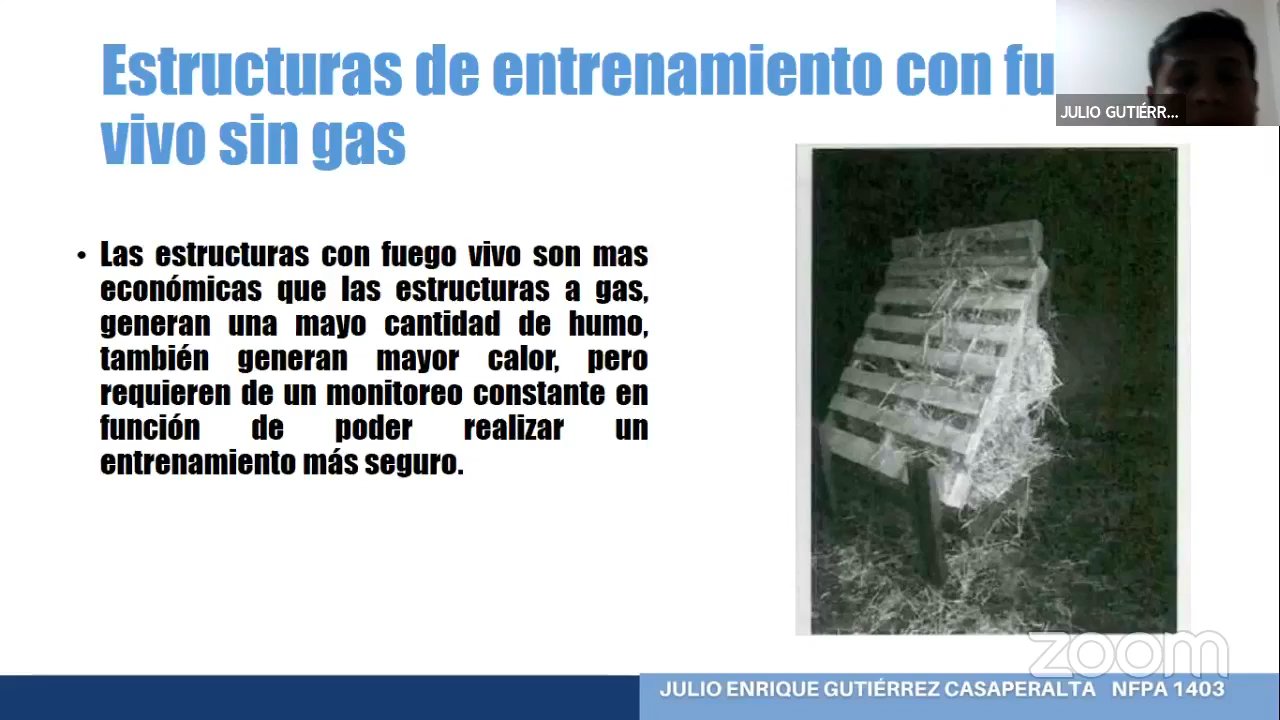 Estructuras de entrenamiento con fu
vivo sin gas
JULIO GUTIÉRR...
• Las estructuras con fuego vivo son mas
económicas que las estructuras a gas,
generan una mayo cantidad de humo,
también generan mayor calor, pero
requieren de un monitoreo constante en
función de poder realizar un
entrenamiento más seguro.
zoom
JULIO ENRIQUE GUTIÉRREZ CASAPERALTA NFPA 1403